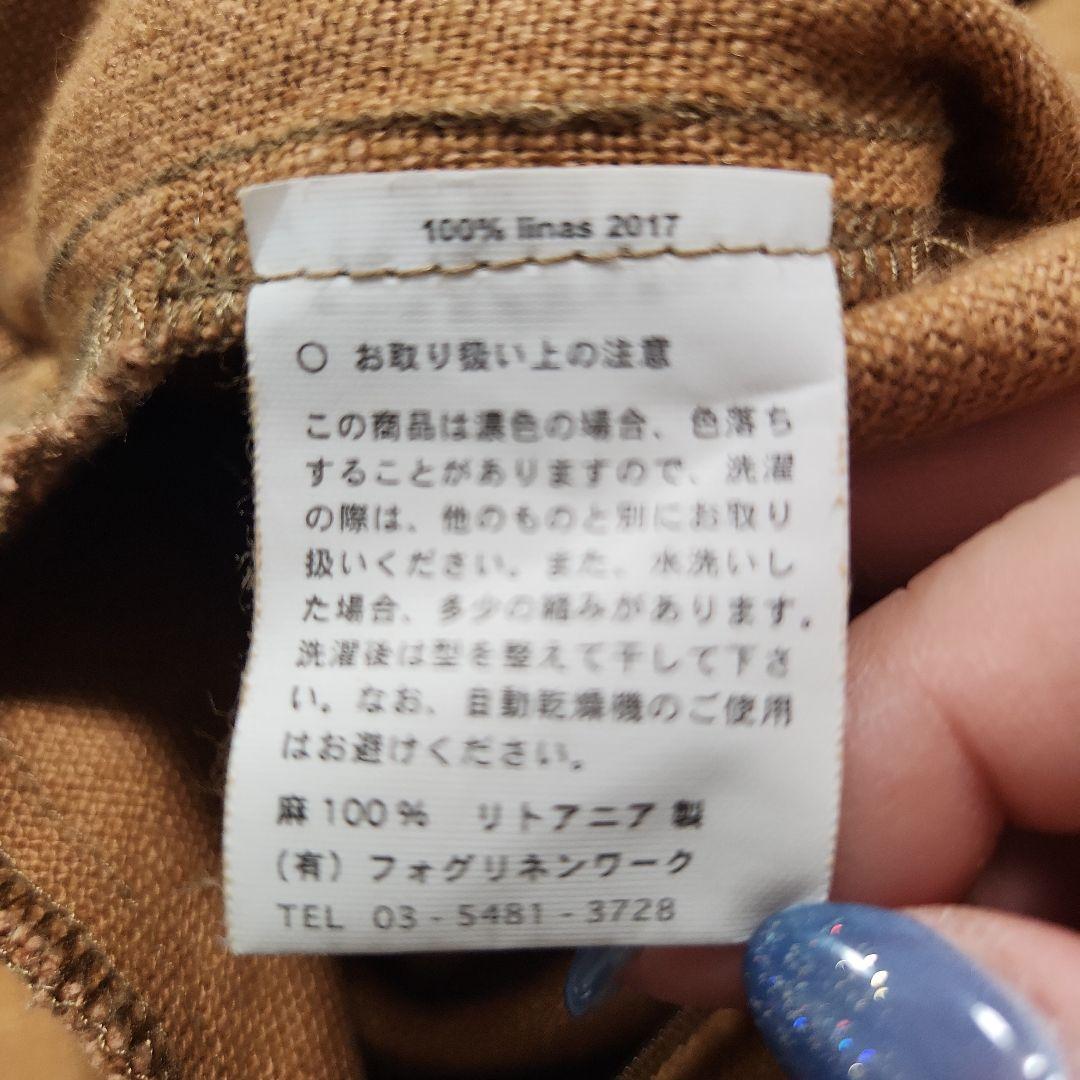 100% linas 2017
○ お取り扱い上の注意
この商品は濃色の場合、色落ち
することがありますので、洗濯
の際は、他のものと別にお取り
扱いください。また、水洗いし
た場合、多少の縮みがあります。
洗濯後は型を整えて干して下さ
い。なお、自動乾燥機のご使用
はお避けください。
麻100% リトアニア製
(有) フォグリネンワーク
TEL 03-5481-3728